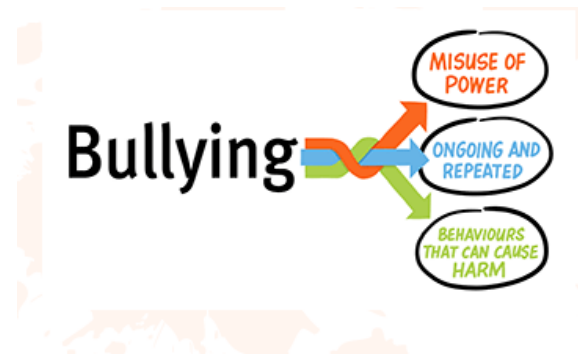 Bullying
MISUSE OF
POWER
ONGOING AND
REPEATED
BEHAVIOURS
THAT CAN CAUSE
HARM